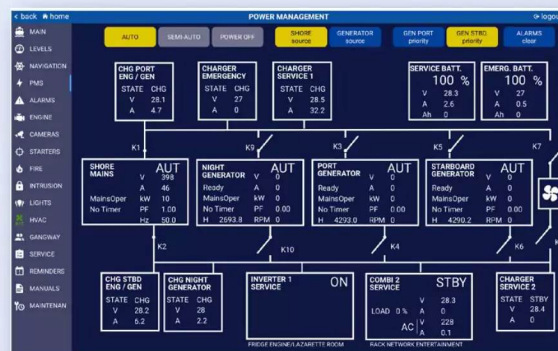 < back home
POWER MANAGEMENT
logou
MAIN
LEVELS
NAVIGATION
PMS
ALARMS
ENGINE
CAMERAS
STARTERS
FIRE
INTRUSION
LIGHTS
HVAC
GANGWAY
SERVICE
REMINDERS
MANUALS
MAINTENAN
AUTO
SEMI-AUTO
POWER OFF
SHORE
source
GENERATOR
source
GEN PORT
priority
GEN STBD.
priority
ALARMS
clear
CHG PORT
ENG / GEN
STATE CHG
V 28.1
A 4.7
CHARGER
EMERGENCY
STATE CHG
V 27
A 0
CHARGER
SERVICE 1
STATE CHG
V 28.5
A 32.2
SERVICE BATT.
100 %
V 28.3
A 2.6
Ah 0
EMERG. BATT.
100 %
V 27
A 0.5
Ah 0
K1 K9 K3 K5 K7
SHORE
MAINS
AUT
V 398
A 46
MainsOper kW 10
No Timer PF 1.00
Hz 50.0
NIGHT
GENERATOR
AUT
V 0
Ready A 0
MainsOper kW 0
No Timer PF 0.00
H 2693.8 RPM 0
PORT
GENERATOR
AUT
V 0
Ready A 0
MainsOper kW 0
No Timer PF 0.00
H 4293.0 RPM 0
STARBOARD
GENERATOR
AUT
V 0
Ready A 0
MainsOper kW 0
No Timer PF 0.00
H 4290.2 RPM 0
K2 K10 K4 K6
CHG STBD
ENG / GEN
STATE CHG
V 28.2
A 6.2
CHG NIGHT
GENERATOR
STATE CHG
V 28
A 2.2
INVERTER 1
SERVICE
ON
FRIDGE ENGINE/LAZARETTE ROOM
COMBI 2
SERVICE
STBY
V 28.3
LOAD 0 % A 0
AC V 228
A 0.1
RACK NETWORK ENTERTAINMENT
CHARGER
SERVICE 2
STATE STBY
V 28.4
A 0